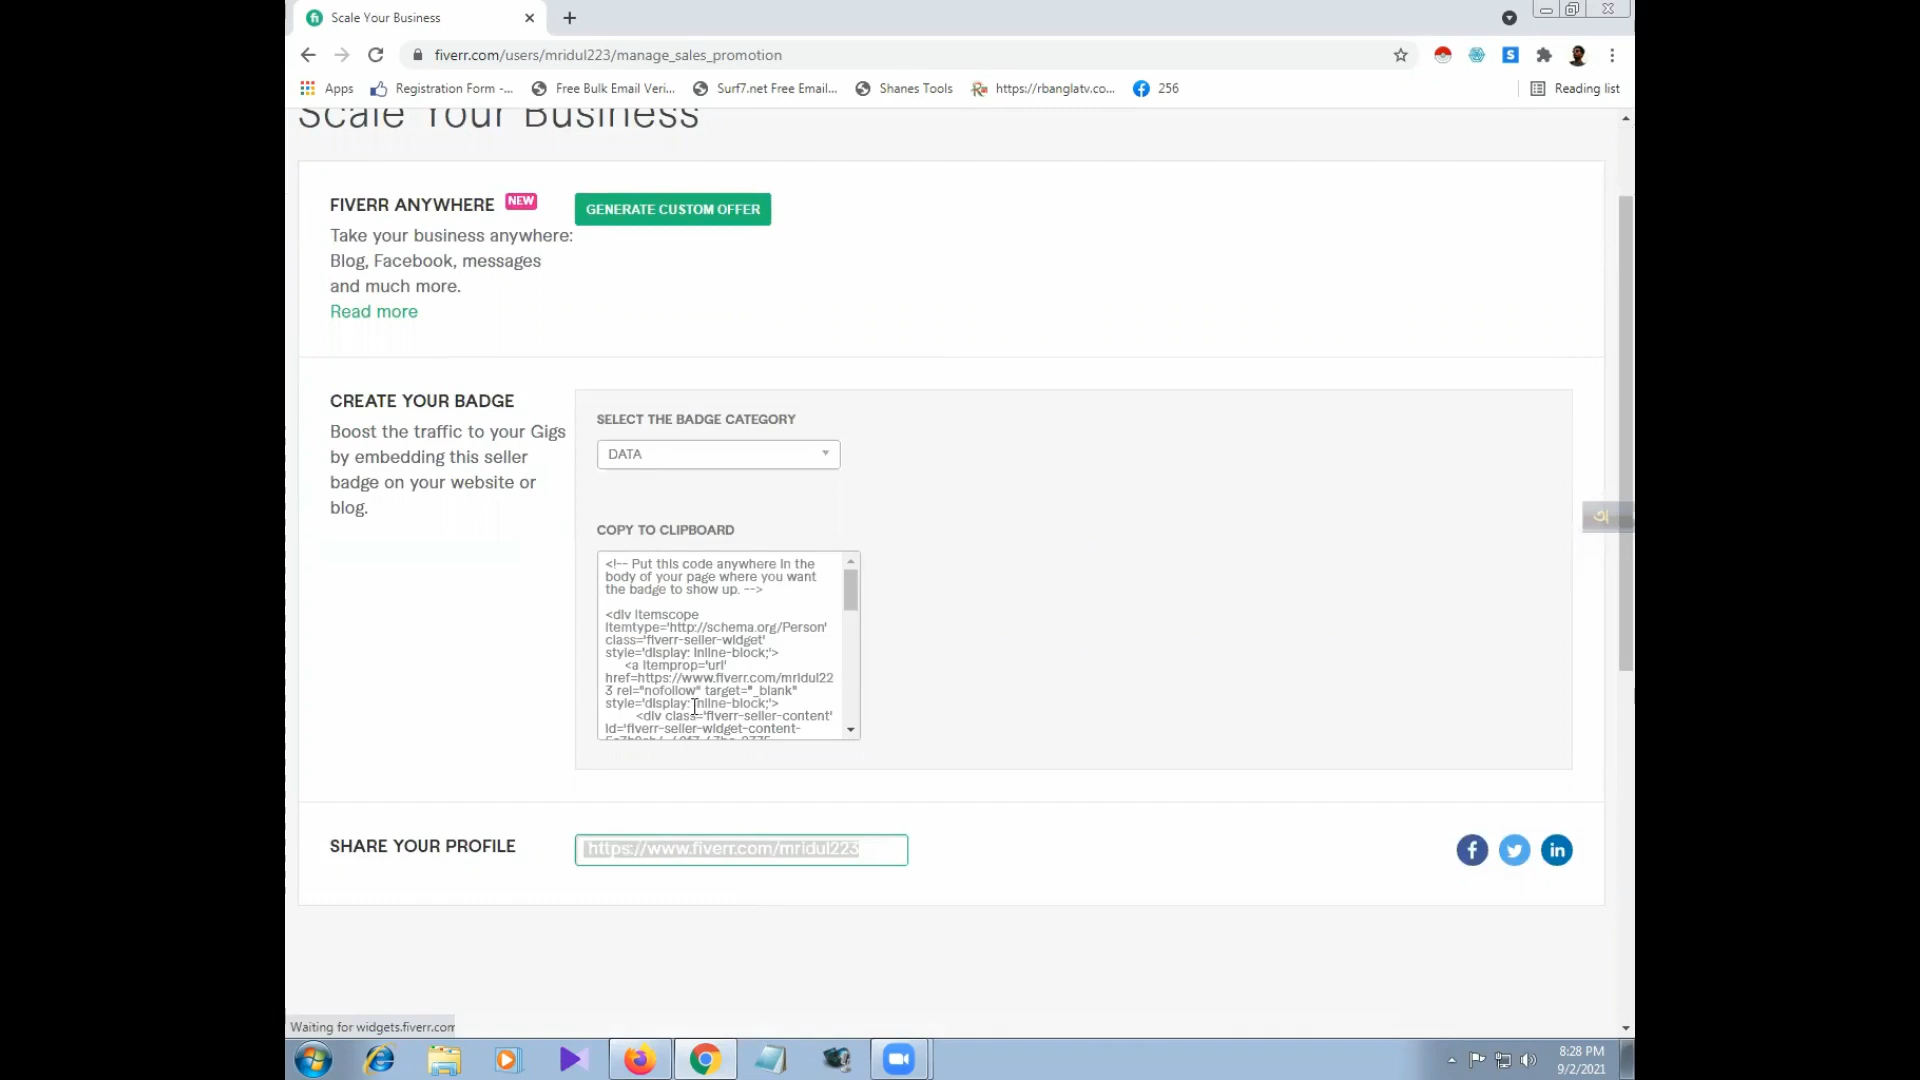 Scale Your Business
fiverr.com/users/mridul223/manage_sales_promotion
Apps
Registration Form -...
Free Bulk Email Veri...
Surf7.net Free Email...
Shanes Tools
https://rbanglatv.co...
256
Reading list
Scale Your Business
FIVERR ANYWHERE NEW
GENERATE CUSTOM OFFER
Take your business anywhere:
Blog, Facebook, messages
and much more.
Read more
CREATE YOUR BADGE
Boost the traffic to your Gigs
by embedding this seller
badge on your website or
blog.
SELECT THE BADGE CATEGORY
DATA
COPY TO CLIPBOARD
<!-- Put this code anywhere in the
body of your page where you want
the badge to show up. -->
<div itemscope
itemtype='http://schema.org/Person'
class='fiverr-seller-widget'
style='display: inline-block;'>
<a itemprop='url'
href=https://www.fiverr.com/mridul22
3 rel="nofollow" target="_blank"
style='display: inline-block;'>
<div class='fiverr-seller-content'
id='fiverr-seller-widget-content-
অ
SHARE YOUR PROFILE
https://www.fiverr.com/mridul223
Waiting for widgets.fiverr.com
8:28 PM
9/2/2021